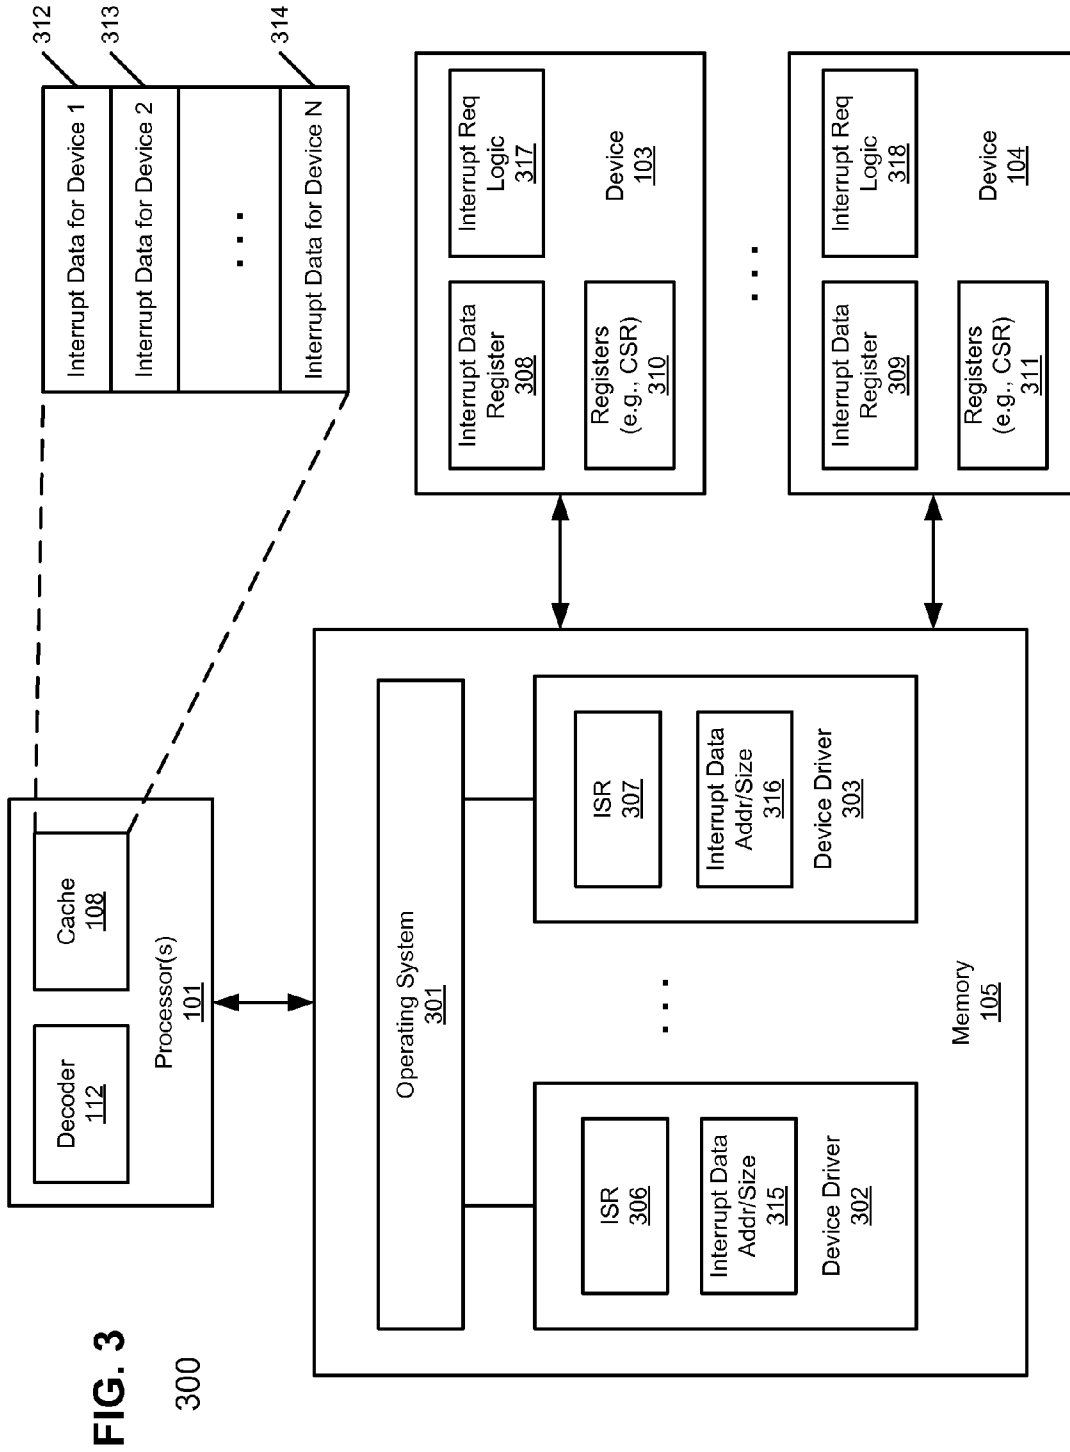 FIG. 3
300
Decoder
112
Cache
108
Processor(s)
101
Interrupt Data for Device 1
Interrupt Data for Device 2
. . .
Interrupt Data for Device N
312
313
314
Operating System
301
ISR
306
Interrupt Data
Addr/Size
315
Device Driver
302
. . .
ISR
307
Interrupt Data
Addr/Size
316
Device Driver
303
Memory
105
Interrupt Data
Register
308
Interrupt Req
Logic
317
Registers
(e.g., CSR)
310
Device
103
. . .
Interrupt Data
Register
309
Interrupt Req
Logic
318
Registers
(e.g., CSR)
311
Device
104